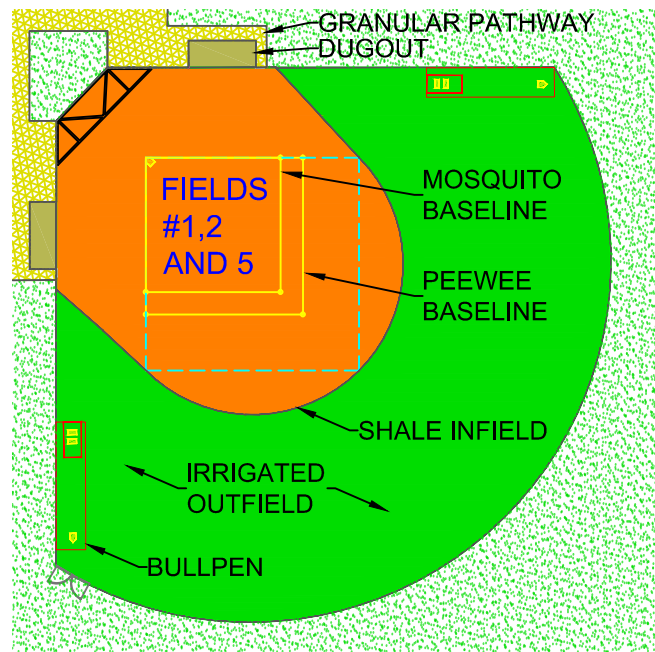 GRANULAR PATHWAY
DUGOUT
FIELDS
#1,2
AND 5
MOSQUITO
BASELINE
PEEWEE
BASELINE
SHALE INFIELD
IRRIGATED
OUTFIELD
BULLPEN